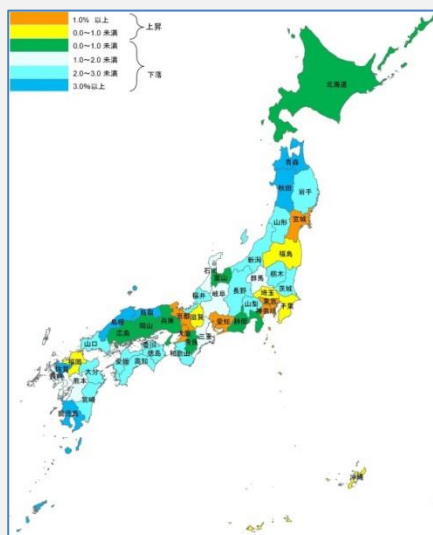 1.0% 以上
0.0～1.0 未満
上昇
0.0～1.0 未満
1.0～2.0 未満
2.0～3.0 未満
3.0%以上
下落
北海道
青森
秋田
岩手
山形
宮城
新潟
福島
石川
富山
群馬
栃木
茨城
福井
岐阜
長野
埼玉
山梨
東京
千葉
神奈川
島根
鳥取
兵庫
京都
滋賀
愛知
静岡
広島
岡山
大阪
三重
奈良
山口
香川
和歌山
福岡
愛媛
徳島
高知
佐賀
大分
長崎
熊本
宮崎
鹿児島
沖縄